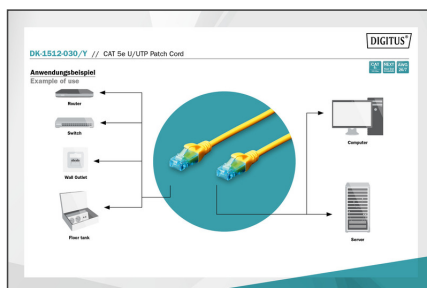 DIGITUS®
DK-1512-030/Y // CAT 5e U/UTP Patch Cord
Anwendungsbeispiel
Example of use
Router
Switch
Wall Outlet
Floor tank
Computer
Server